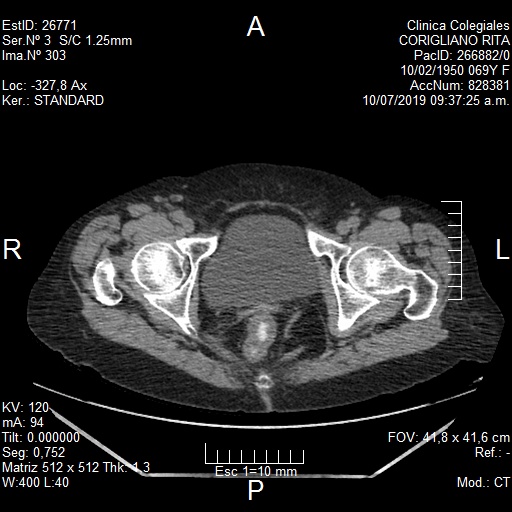 EstID: 26771
Ser.Nº 3 S/C 1.25mm
Ima.Nº 303
Loc: -327,8 Ax
Ker.: STANDARD
A
Clinica Colegiales
CORIGLIANO RITA
PacID: 266882/0
10/02/1950 069Y F
AccNum: 828381
10/07/2019 09:37:25 a.m.
R
L
KV: 120
mA: 94
Tilt: 0.000000
Seg: 0,752
Matriz 512 x 512 Thk: 1.3
W:400 L:40
Esc 1=10 mm
P
FOV: 41,8 x 41,6 cm
Ref.: -
Mod.: CT